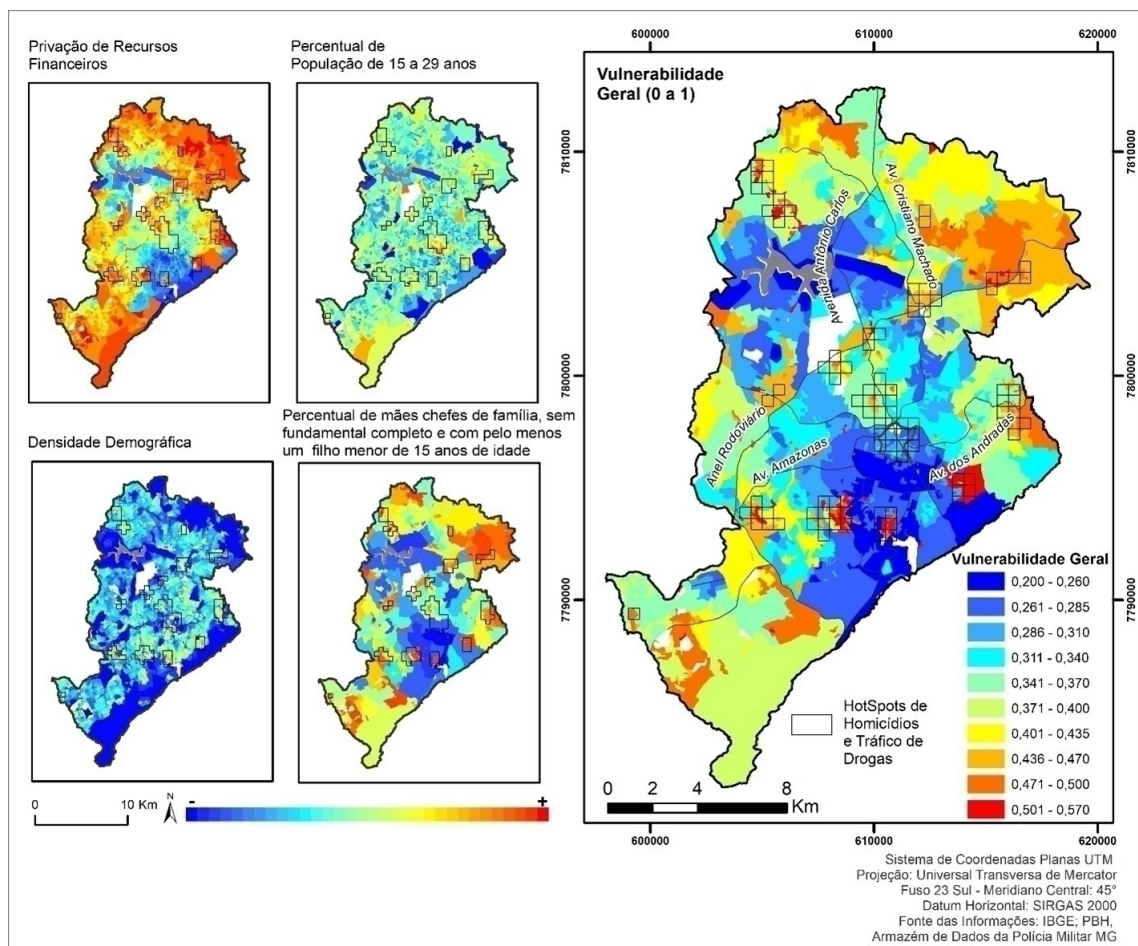 Privação de Recursos
Financeiros
Percentual de
População de 15 a 29 anos
Densidade Demográfica
Percentual de mães chefes de família, sem
fundamental completo e com pelo menos
um filho menor de 15 anos de idade
0 10 Km
N
- +
600000 610000 620000
7810000
7800000
7790000
7810000
7800000
7790000
Vulnerabilidade
Geral (0 a 1)
Av. Cristiano Machado
Avenida Antônio Carlos
Anel Rodoviário
Av. Amazonas
Av. dos Andradas
Vulnerabilidade Geral
0,200 - 0,260
0,261 - 0,285
0,286 - 0,310
0,311 - 0,340
0,341 - 0,370
0,371 - 0,400
0,401 - 0,435
0,436 - 0,470
0,471 - 0,500
0,501 - 0,570
HotSpots de
Homicídios
e Tráfico de
Drogas
0 2 4 8
Km
600000 610000 620000
Sistema de Coordenadas Planas UTM
Projeção: Universal Transversa de Mercator
Fuso 23 Sul - Meridiano Central: 45°
Datum Horizontal: SIRGAS 2000
Fonte das Informações: IBGE; PBH,
Armazém de Dados da Polícia Militar MG